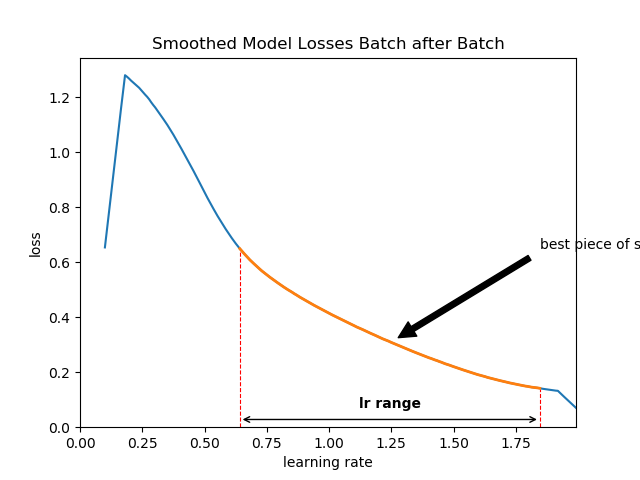 Smoothed Model Losses Batch after Batch
1.2
1.0
0.8
0.6
0.4
0.2
0.0
loss
best piece of
lr range
0.00 0.25 0.50 0.75 1.00 1.25 1.50 1.75
learning rate